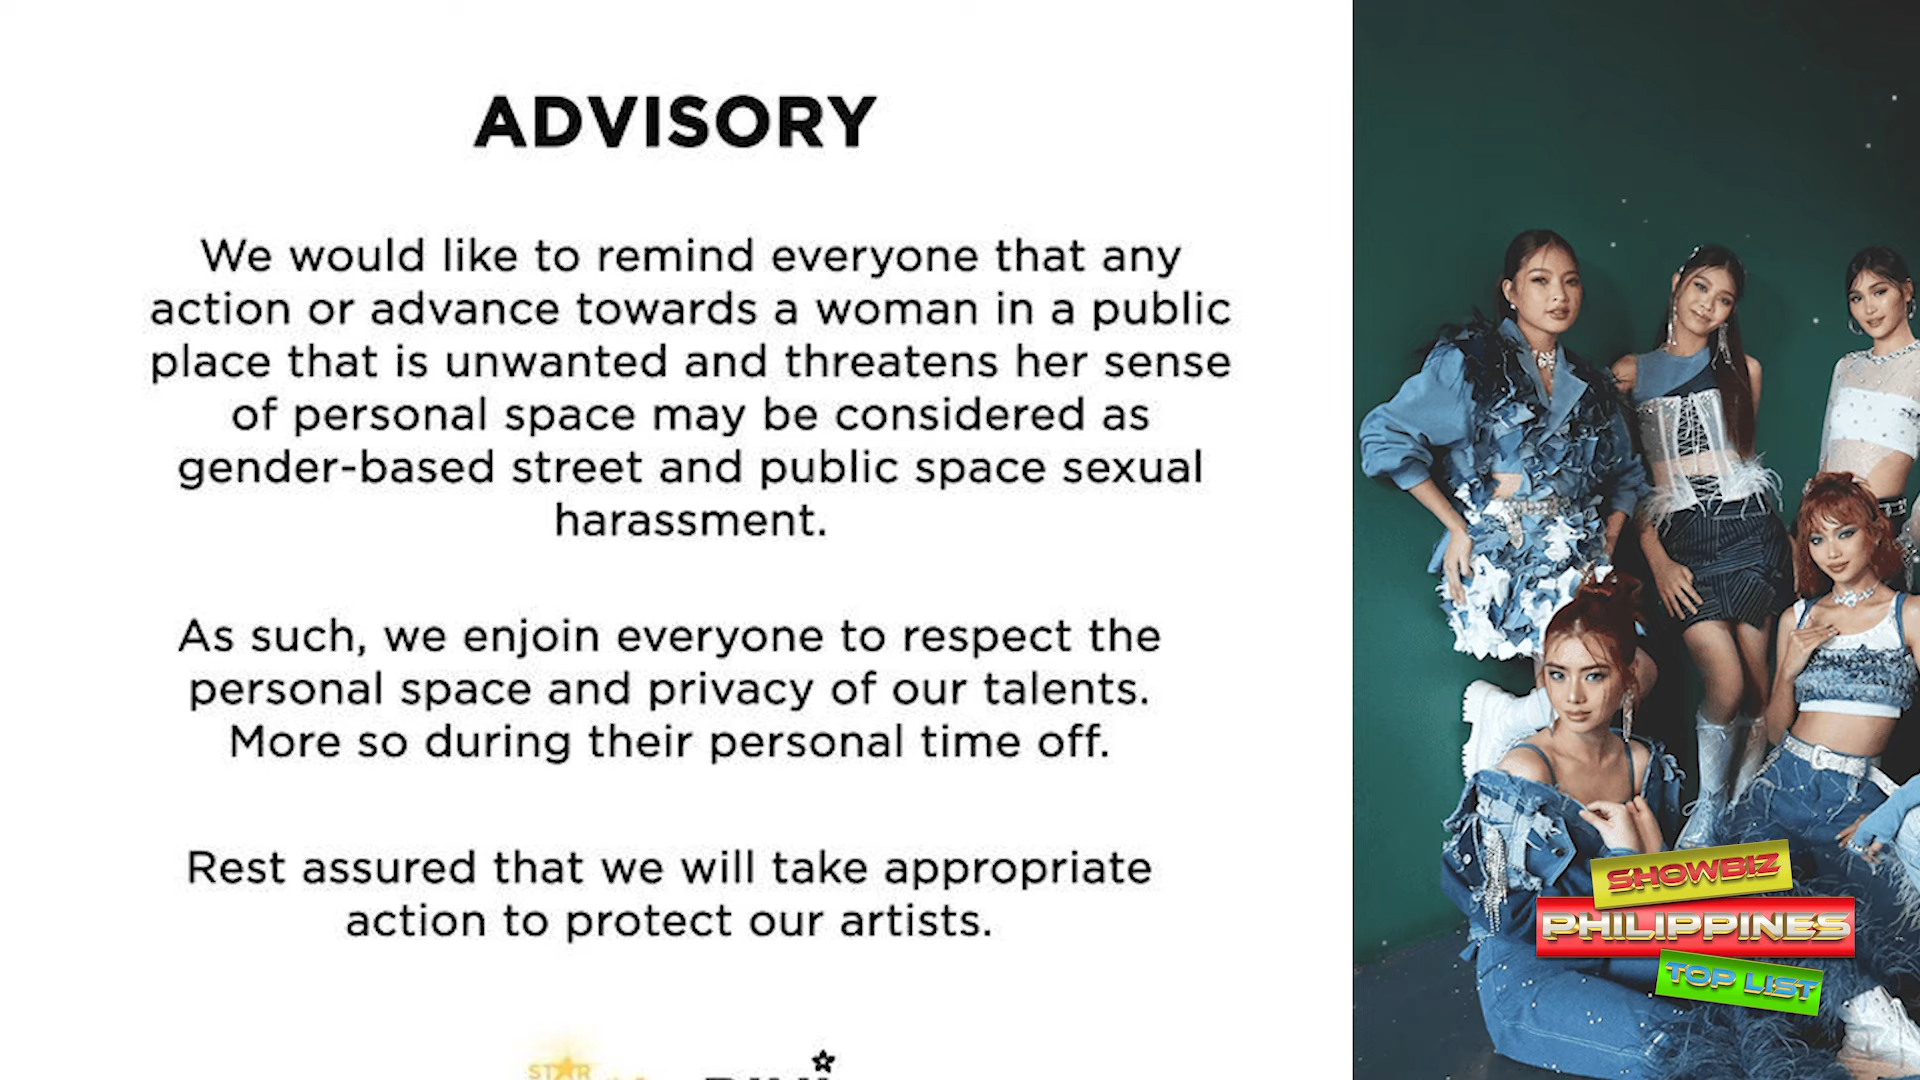 ADVISORY
We would like to remind everyone that any
action or advance towards a woman in a public
place that is unwanted and threatens her sense
of personal space may be considered as
gender-based street and public space sexual
harassment.
As such, we enjoin everyone to respect the
personal space and privacy of our talents.
More so during their personal time off.
Rest assured that we will take appropriate
action to protect our artists.
STAR
SHOWBIZ
PHILIPPINES
TOP LIST